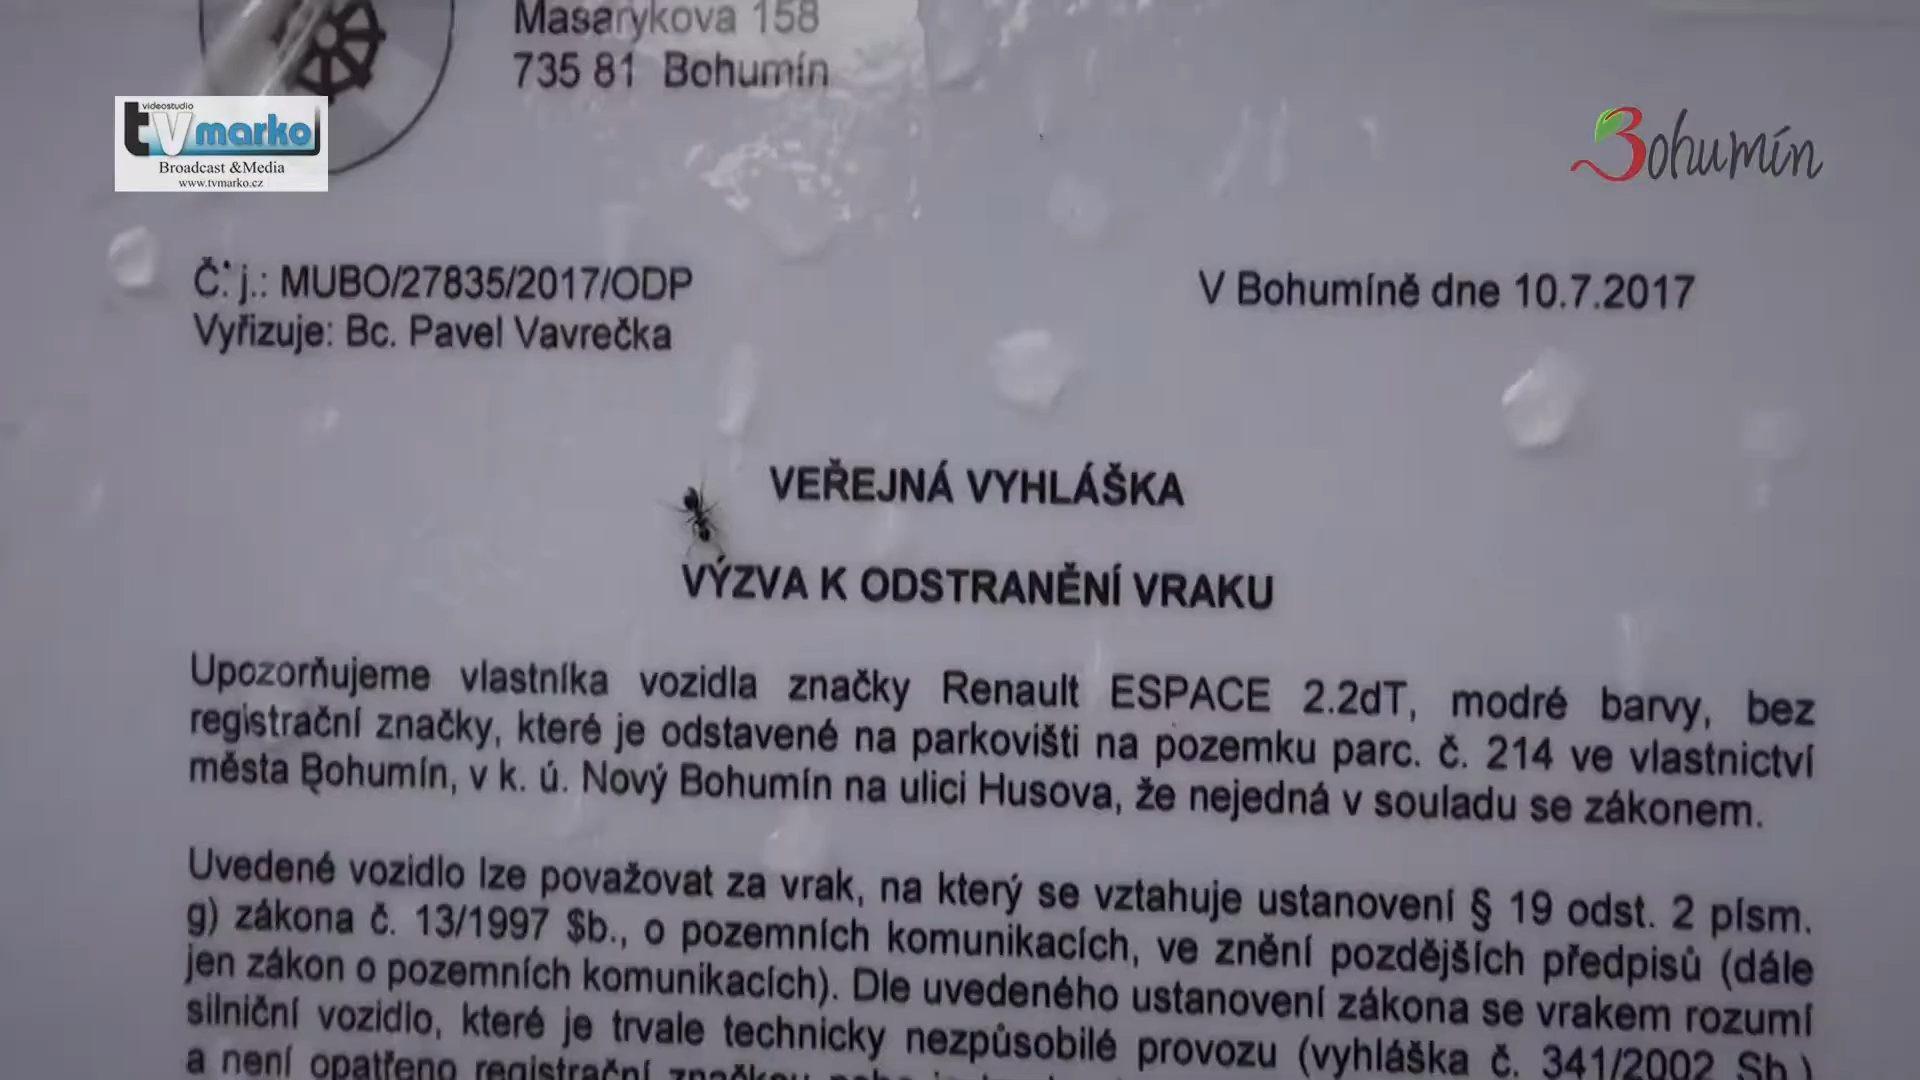 Masarykova 158
735 81 Bohumín
videostudio
tvmarko
Broadcast &Media
www.tvmarko.cz
Bohumín
Č. j.: MUBO/27835/2017/ODP
V Bohumíně dne 10.7.2017
Vyřizuje: Bc. Pavel Vavrečka
VEŘEJNÁ VYHLÁŠKA
VÝZVA K ODSTRANĚNÍ VRAKU
Upozorňujeme vlastníka vozidla značky Renault ESPACE 2.2dT, modré barvy, bez
registrační značky, které je odstavené na parkovišti na pozemku parc. č. 214 ve vlastnictví
města Bohumín, v k. ú. Nový Bohumín na ulici Husova, že nejedná v souladu se zákonem.
Uvedené vozidlo lze považovat za vrak, na který se vztahuje ustanovení § 19 odst. 2 písm.
g) zákona č. 13/1997 Sb., o pozemních komunikacích, ve znění pozdějších předpisů (dále
jen zákon o pozemních komunikacích). Dle uvedeného ustanovení zákona se vrakem rozumí
silniční vozidlo, které je trvale technicky nezpůsobilé provozu (vyhláška č. 341/2002 Sb.)
a není opatřeno registrační značkou nebo je